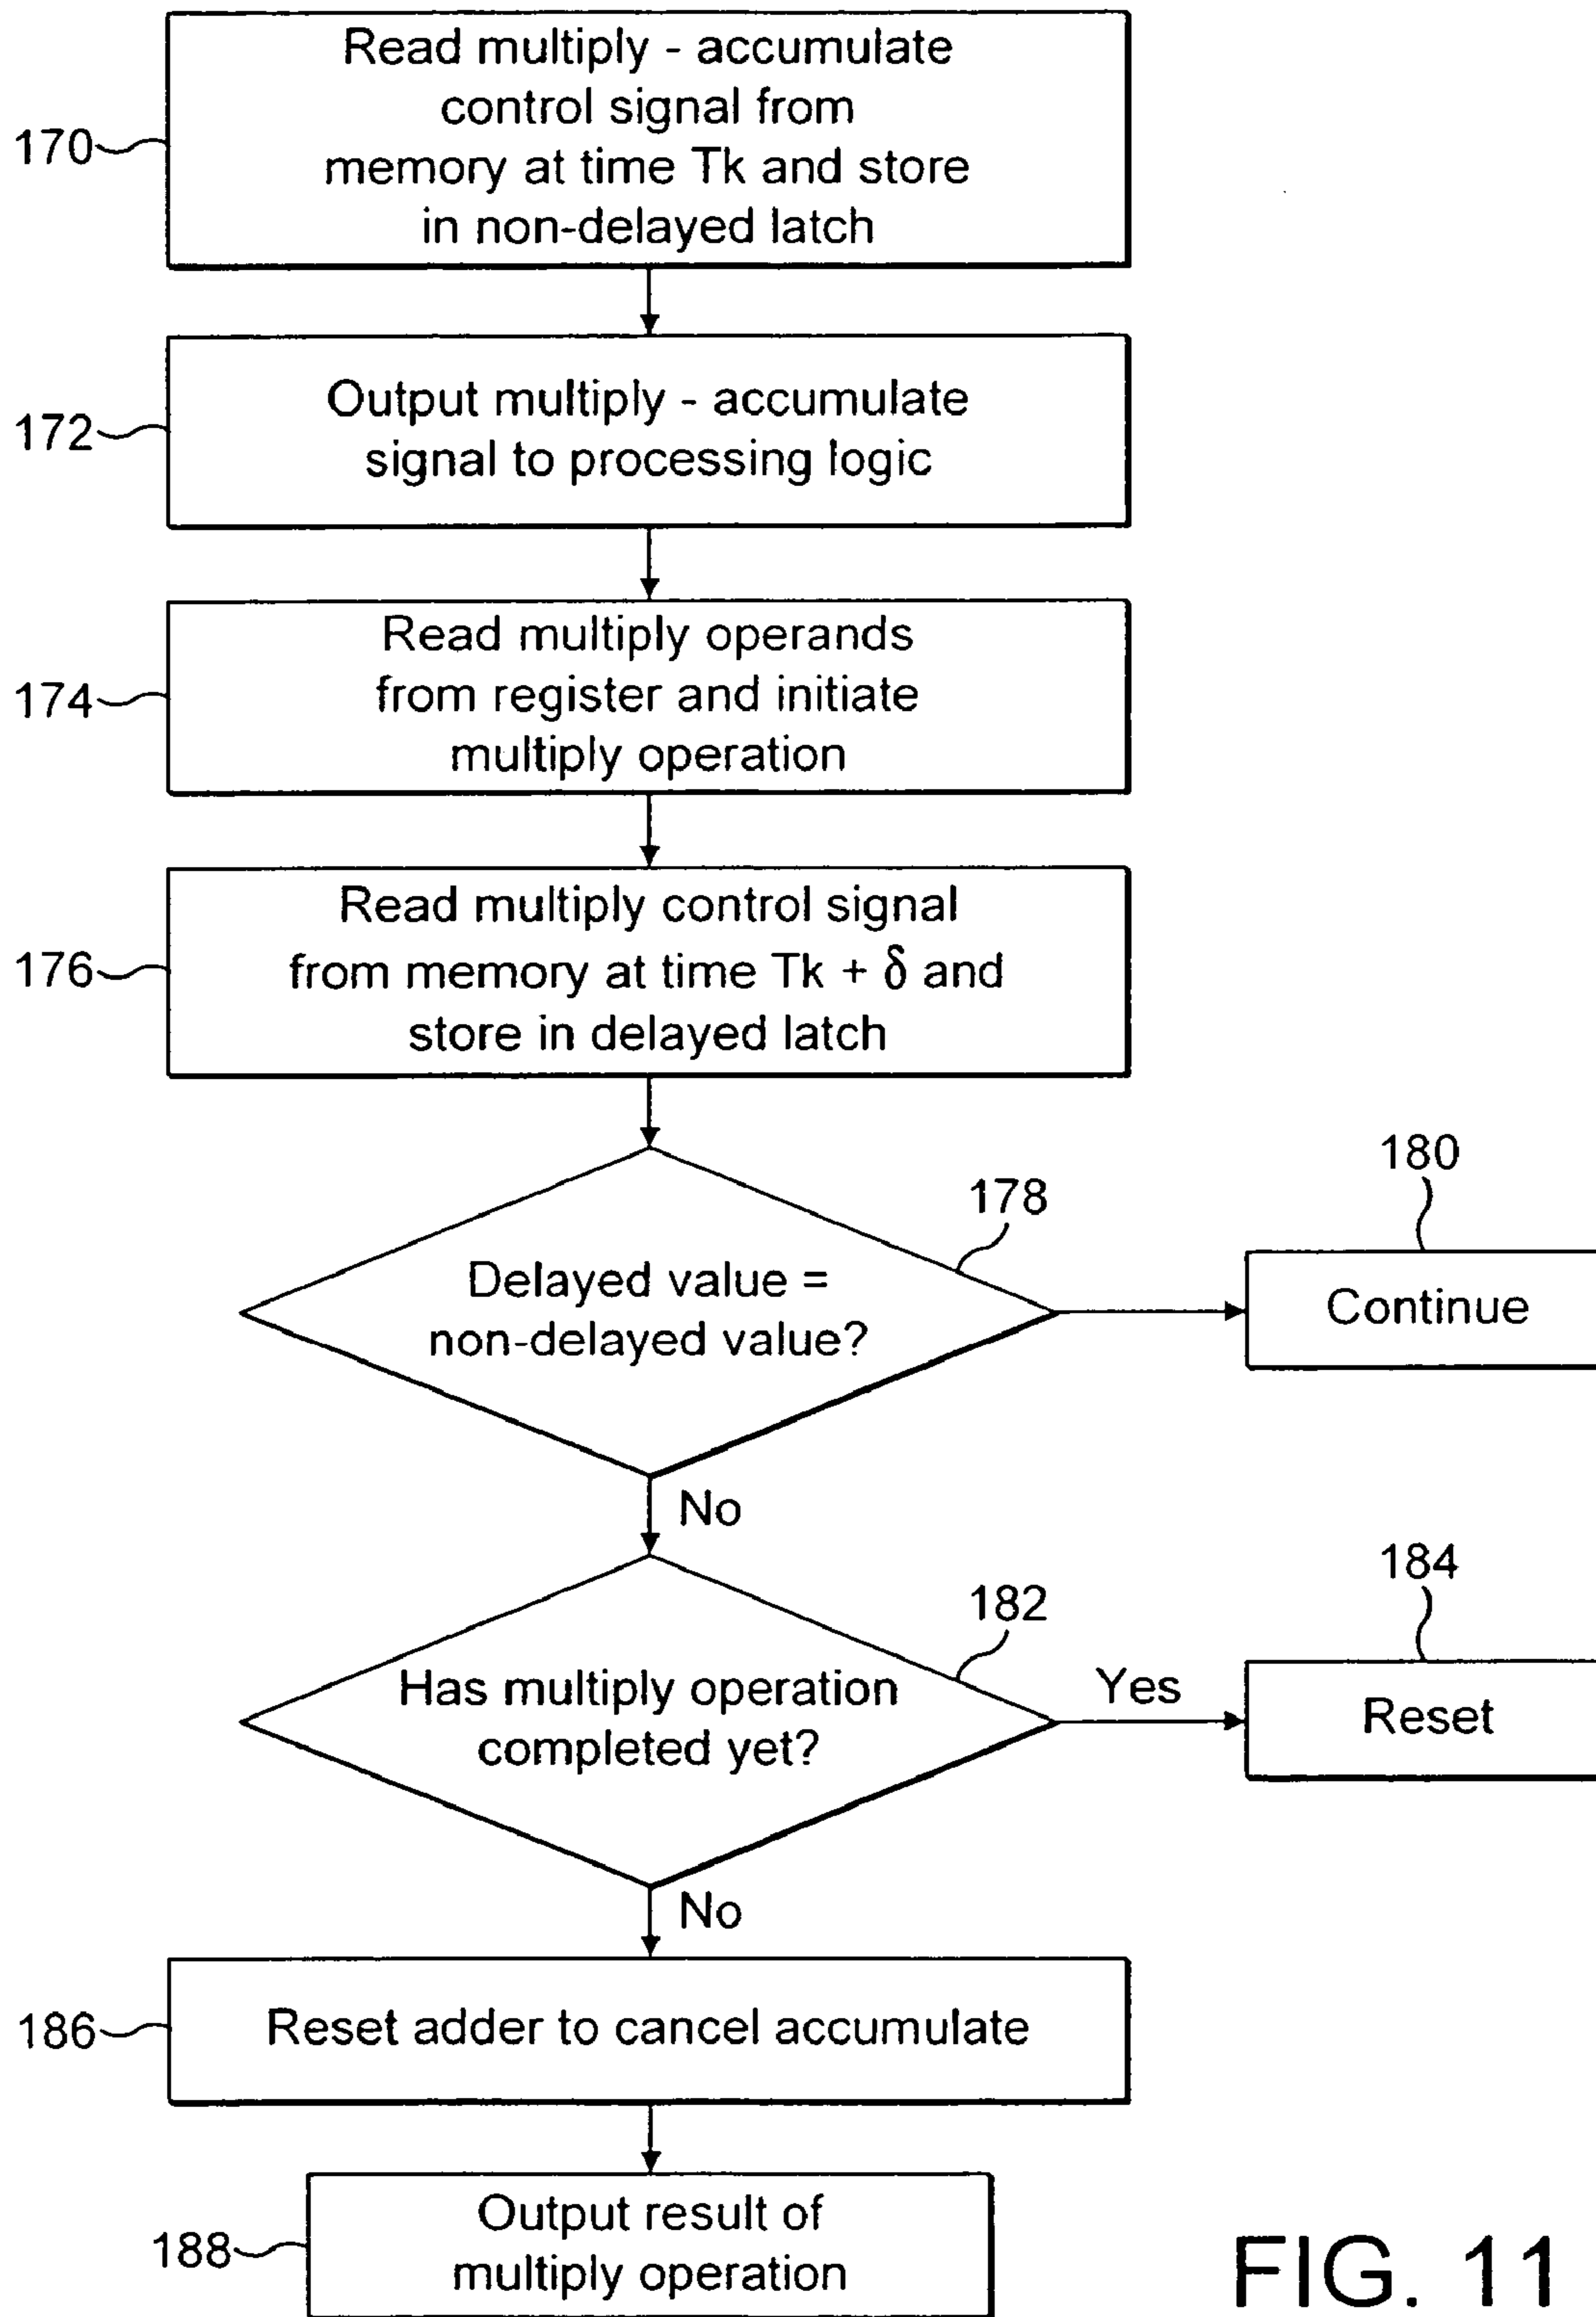 Read multiply - accumulate
control signal from
memory at time Tk and store
in non-delayed latch
170
Output multiply - accumulate
signal to processing logic
172
Read multiply operands
from register and initiate
multiply operation
174
Read multiply control signal
from memory at time Tk + δ and
store in delayed latch
176
178
Delayed value =
non-delayed value?
180
Continue
No
182
Has multiply operation
completed yet?
Yes
184
Reset
No
186
Reset adder to cancel accumulate
188
Output result of
multiply operation
FIG. 11